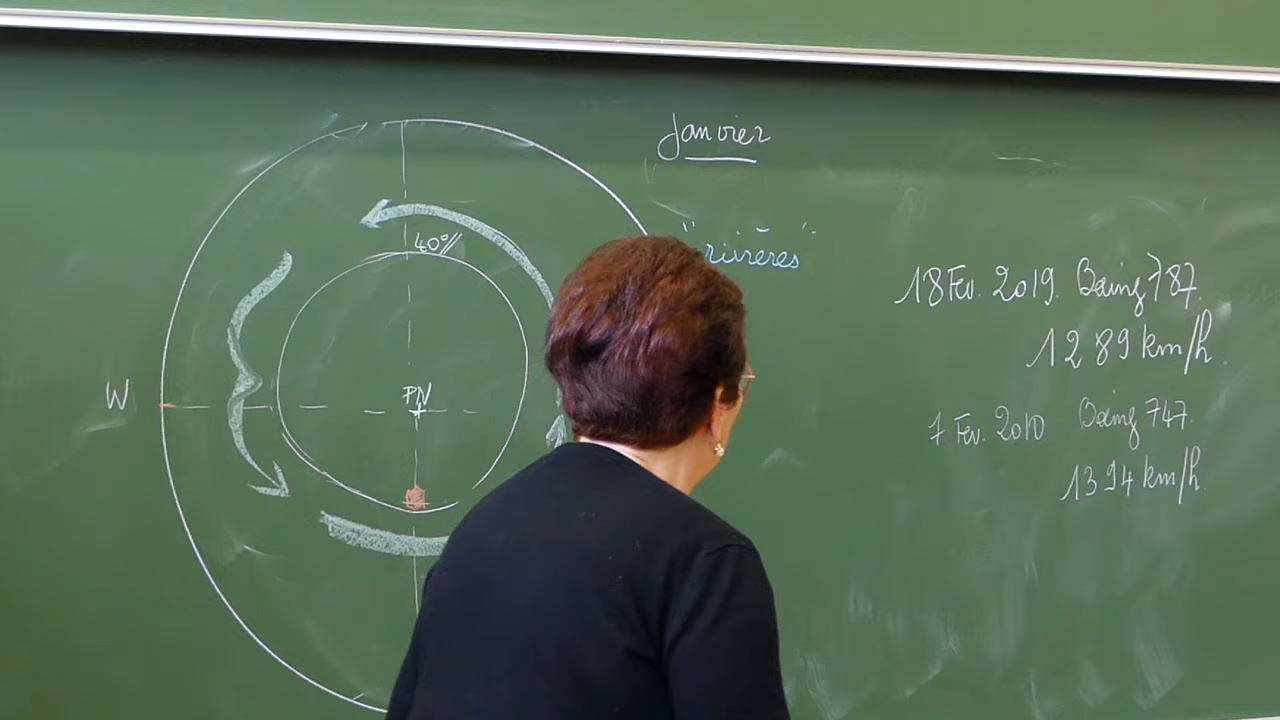 Janvier
"rivières"
40%
PN
W
18 Fev. 2019. Boeing 787.
1289 km/h.
7 Fev. 2010 Boeing 747.
1394 km/h.